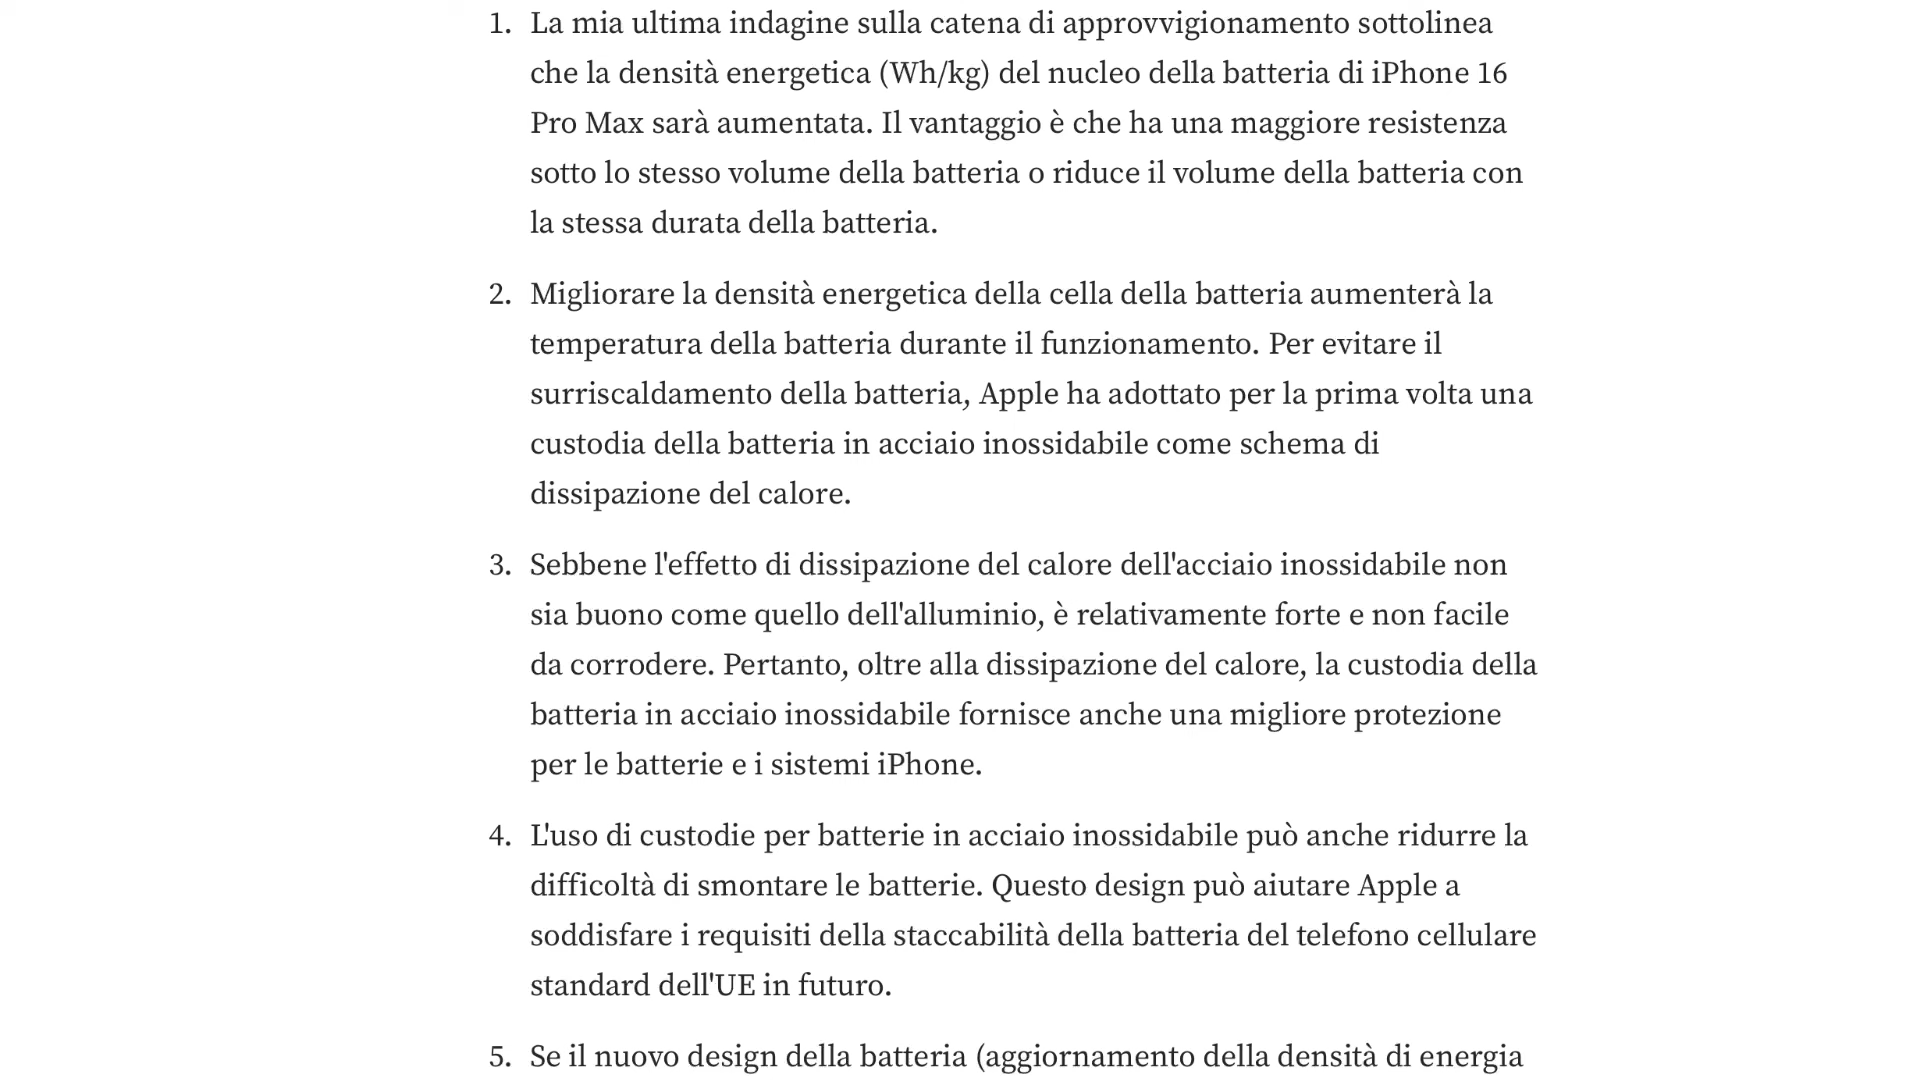 1. La mia ultima indagine sulla catena di approvvigionamento sottolinea
che la densità energetica (Wh/kg) del nucleo della batteria di iPhone 16
Pro Max sarà aumentata. Il vantaggio è che ha una maggiore resistenza
sotto lo stesso volume della batteria o riduce il volume della batteria con
la stessa durata della batteria.
2. Migliorare la densità energetica della cella della batteria aumenterà la
temperatura della batteria durante il funzionamento. Per evitare il
surriscaldamento della batteria, Apple ha adottato per la prima volta una
custodia della batteria in acciaio inossidabile come schema di
dissipazione del calore.
3. Sebbene l'effetto di dissipazione del calore dell'acciaio inossidabile non
sia buono come quello dell'alluminio, è relativamente forte e non facile
da corrodere. Pertanto, oltre alla dissipazione del calore, la custodia della
batteria in acciaio inossidabile fornisce anche una migliore protezione
per le batterie e i sistemi iPhone.
4. L'uso di custodie per batterie in acciaio inossidabile può anche ridurre la
difficoltà di smontare le batterie. Questo design può aiutare Apple a
soddisfare i requisiti della staccabilità della batteria del telefono cellulare
standard dell'UE in futuro.
5. Se il nuovo design della batteria (aggiornamento della densità di energia